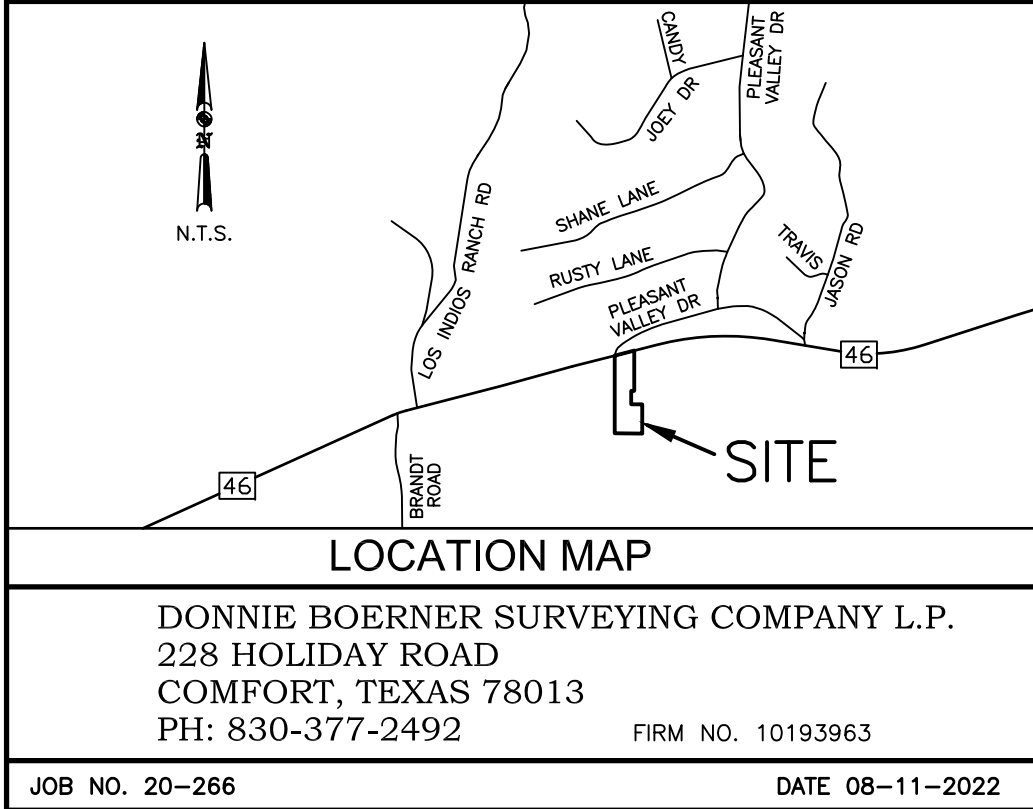 CANDY
PLEASANT
VALLEY DR
JOEY DR
N
N.T.S.
SHANE LANE
LOS INDIOS RANCH RD
RUSTY LANE
TRAVIS
JASON RD
PLEASANT
VALLEY DR
46
SITE
46
BRANDT
ROAD
LOCATION MAP
DONNIE BOERNER SURVEYING COMPANY L.P.
228 HOLIDAY ROAD
COMFORT, TEXAS 78013
PH: 830-377-2492 FIRM NO. 10193963
JOB NO. 20-266 DATE 08-11-2022